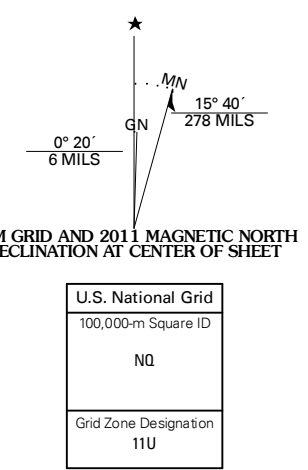 ★
MN
GN
15° 40´
278 MILS
0° 20´
6 MILS
M GRID AND 2011 MAGNETIC NORTH
ECLINATION AT CENTER OF SHEET
U.S. National Grid
100,000-m Square ID
NQ
Grid Zone Designation
11U